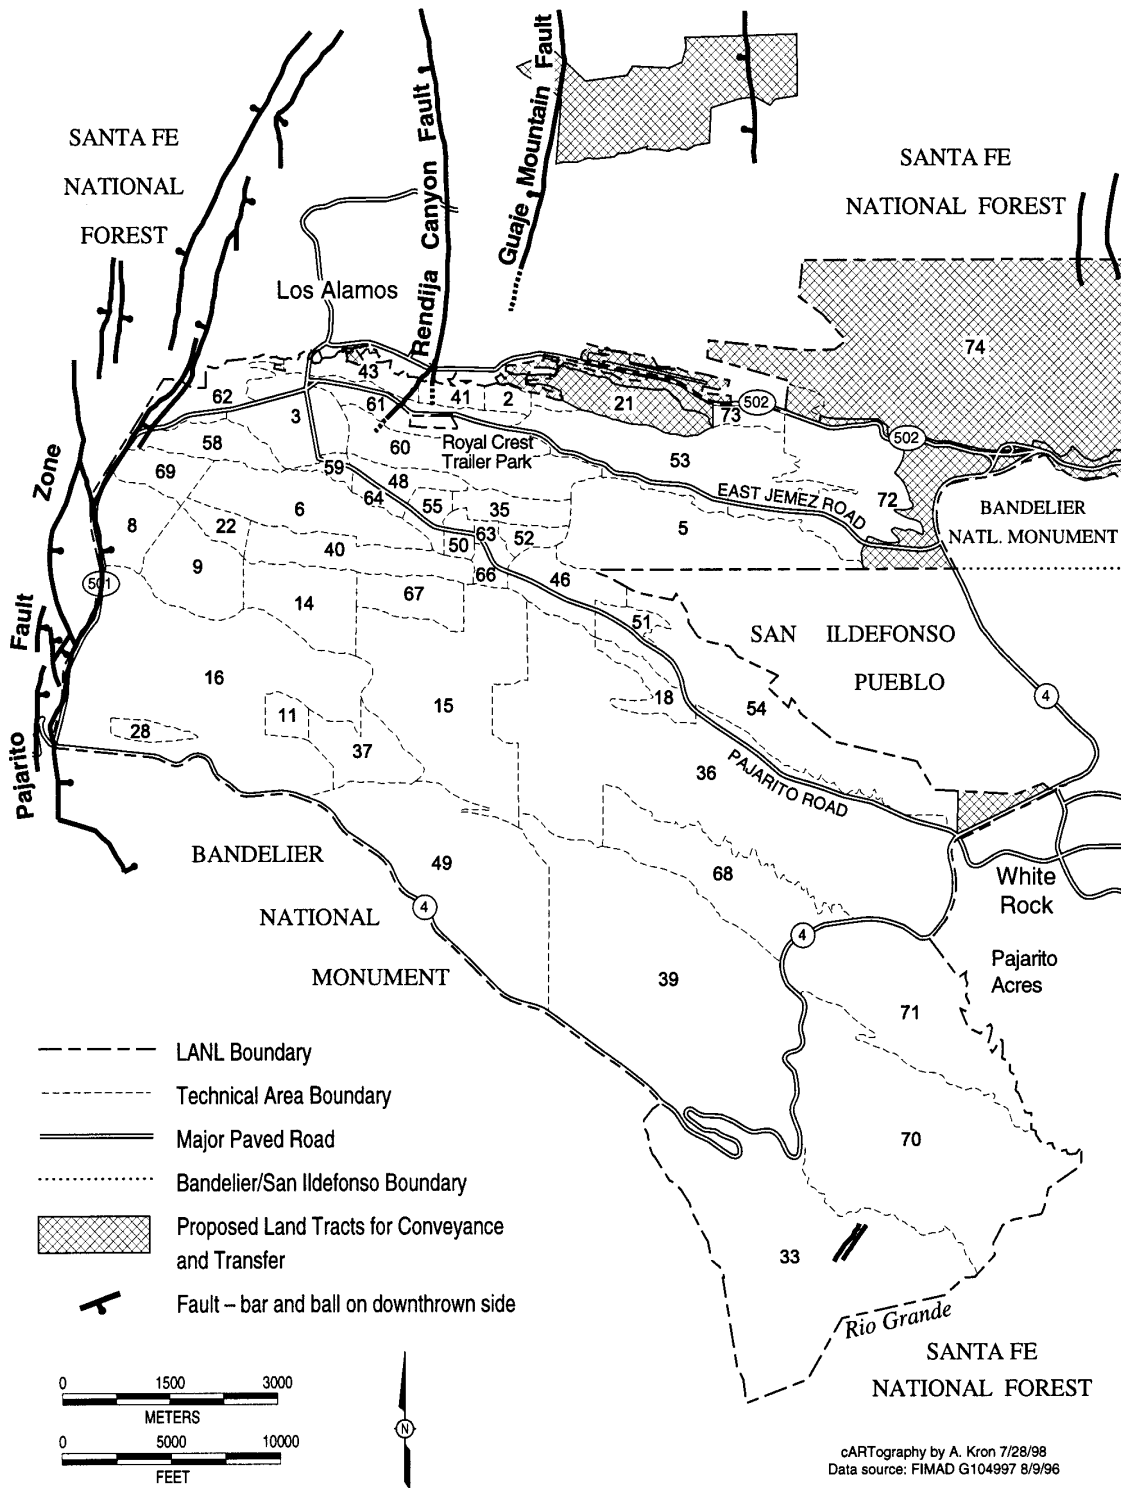 SANTA FE
NATIONAL
FOREST
Rendija Canyon Fault
Guaje Mountain Fault
SANTA FE
NATIONAL FOREST
Los Alamos
74
43
62
61
41
2
21
73
502
502
3
58
60
Royal Crest
Trailer Park
53
59
69
48
64
55
35
EAST JEMEZ ROAD
72
BANDELIER
NATL. MONUMENT
Zone
8
22
6
5
63
50
52
40
9
501
66
46
14
67
51
SAN ILDEFONSO
PUEBLO
Fault
16
11
15
18
54
4
28
37
36
PAJARITO ROAD
Pajarito
BANDELIER
NATIONAL
MONUMENT
49
4
68
White
Rock
4
Pajarito
Acres
39
71
70
33
Rio Grande
SANTA FE
NATIONAL FOREST
LANL Boundary
Technical Area Boundary
Major Paved Road
Bandelier/San Ildefonso Boundary
Proposed Land Tracts for Conveyance
and Transfer
Fault – bar and ball on downthrown side
0 1500 3000
METERS
0 5000 10000
FEET
N
cARTography by A. Kron 7/28/98
Data source: FIMAD G104997 8/9/96